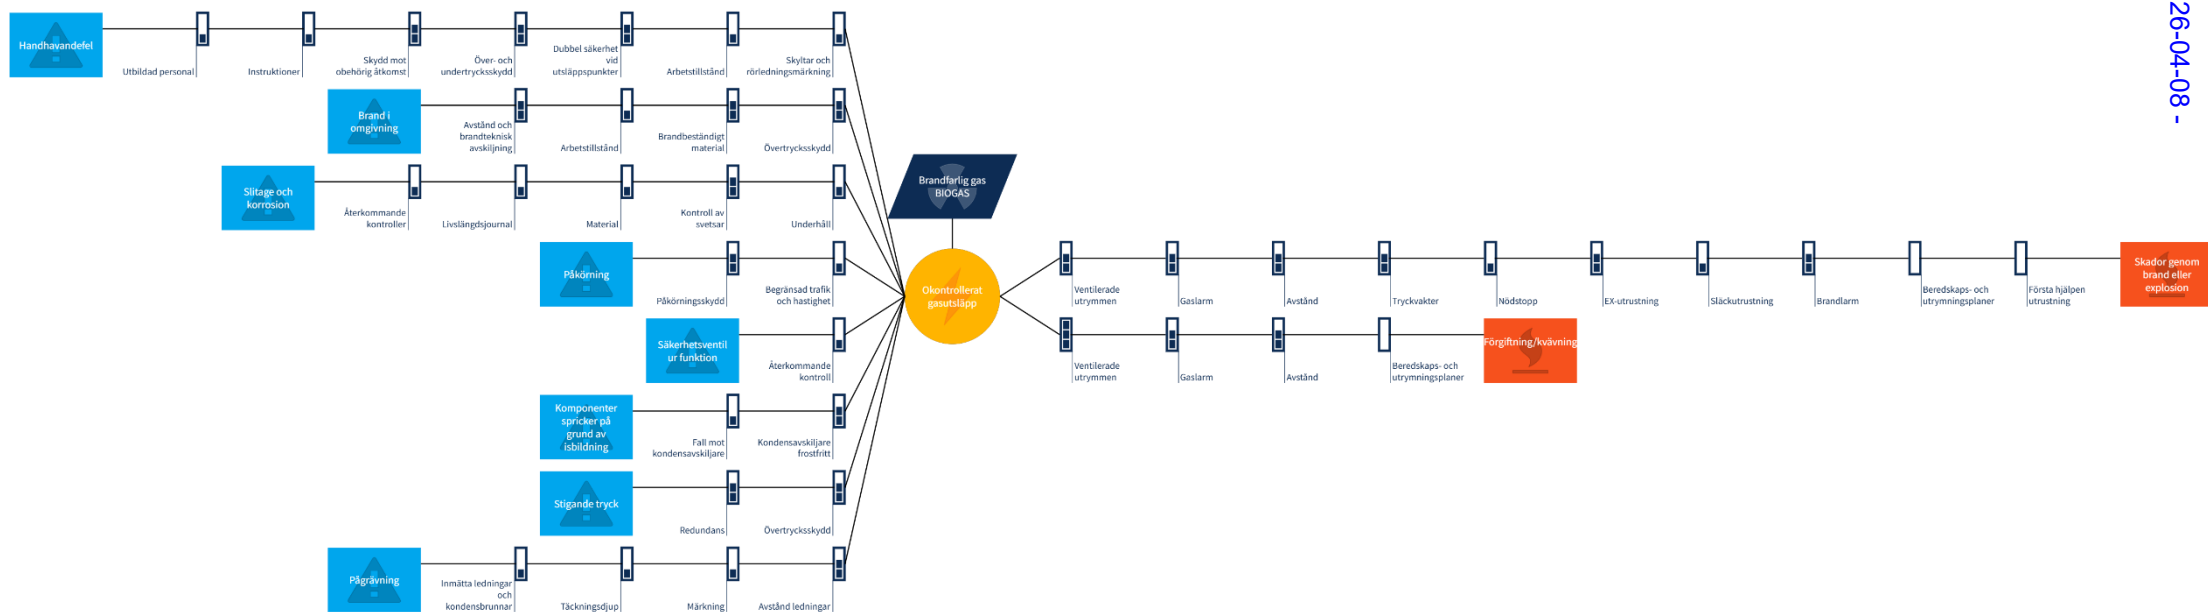 26-04-08 -
Handhavandefel
Utbildad personal
Instruktioner
Skydd mot
obehörig åtkomst
Över- och
undertrycksskydd
Dubbel säkerhet
vid
utsläppspunkter
Arbetstillstånd
Skyltar och
rörledningsmärkning
Brand i
omgivning
Avstånd och
brandteknisk
avskiljning
Arbetstillstånd
Brandbeständigt
material
Övertrycksskydd
Brandfarlig gas
BIOGAS
Slitage och
korrosion
Återkommande
kontroller
Livslängdsjournal
Material
Kontroll av
svetsar
Underhåll
Påkörning
Påkörningsskydd
Begränsad trafik
och hastighet
Okontrollerat
gasutsläpp
Ventilerade
utrymmen
Gaslarm
Avstånd
Tryckvakter
Nödstopp
EX-utrustning
Släckutrustning
Brandlarm
Beredskaps- och
utrymningsplaner
Första hjälpen
utrustning
Skador genom
brand eller
explosion
Säkerhetsventil
ur funktion
Återkommande
kontroll
Ventilerade
utrymmen
Gaslarm
Avstånd
Beredskaps- och
utrymningsplaner
Förgiftning/kvävning
Komponenter
spricker på
grund av
isbildning
Fall mot
kondensavskiljare
Kondensavskiljare
frostfritt
Stigande tryck
Redundans
Övertrycksskydd
Pågrävning
Inmätta ledningar
och
kondensbrunnar
Täckningsdjup
Märkning
Avstånd ledningar